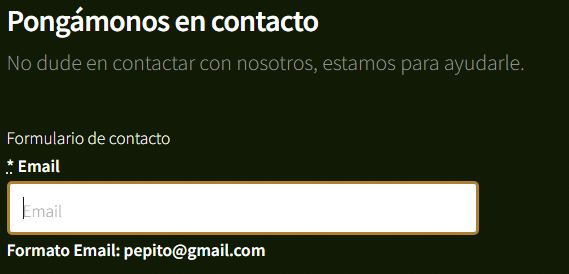 Pongámonos en contacto
No dude en contactar con nosotros, estamos para ayudarle.
Formulario de contacto
* Email
Email
Formato Email: pepito@gmail.com